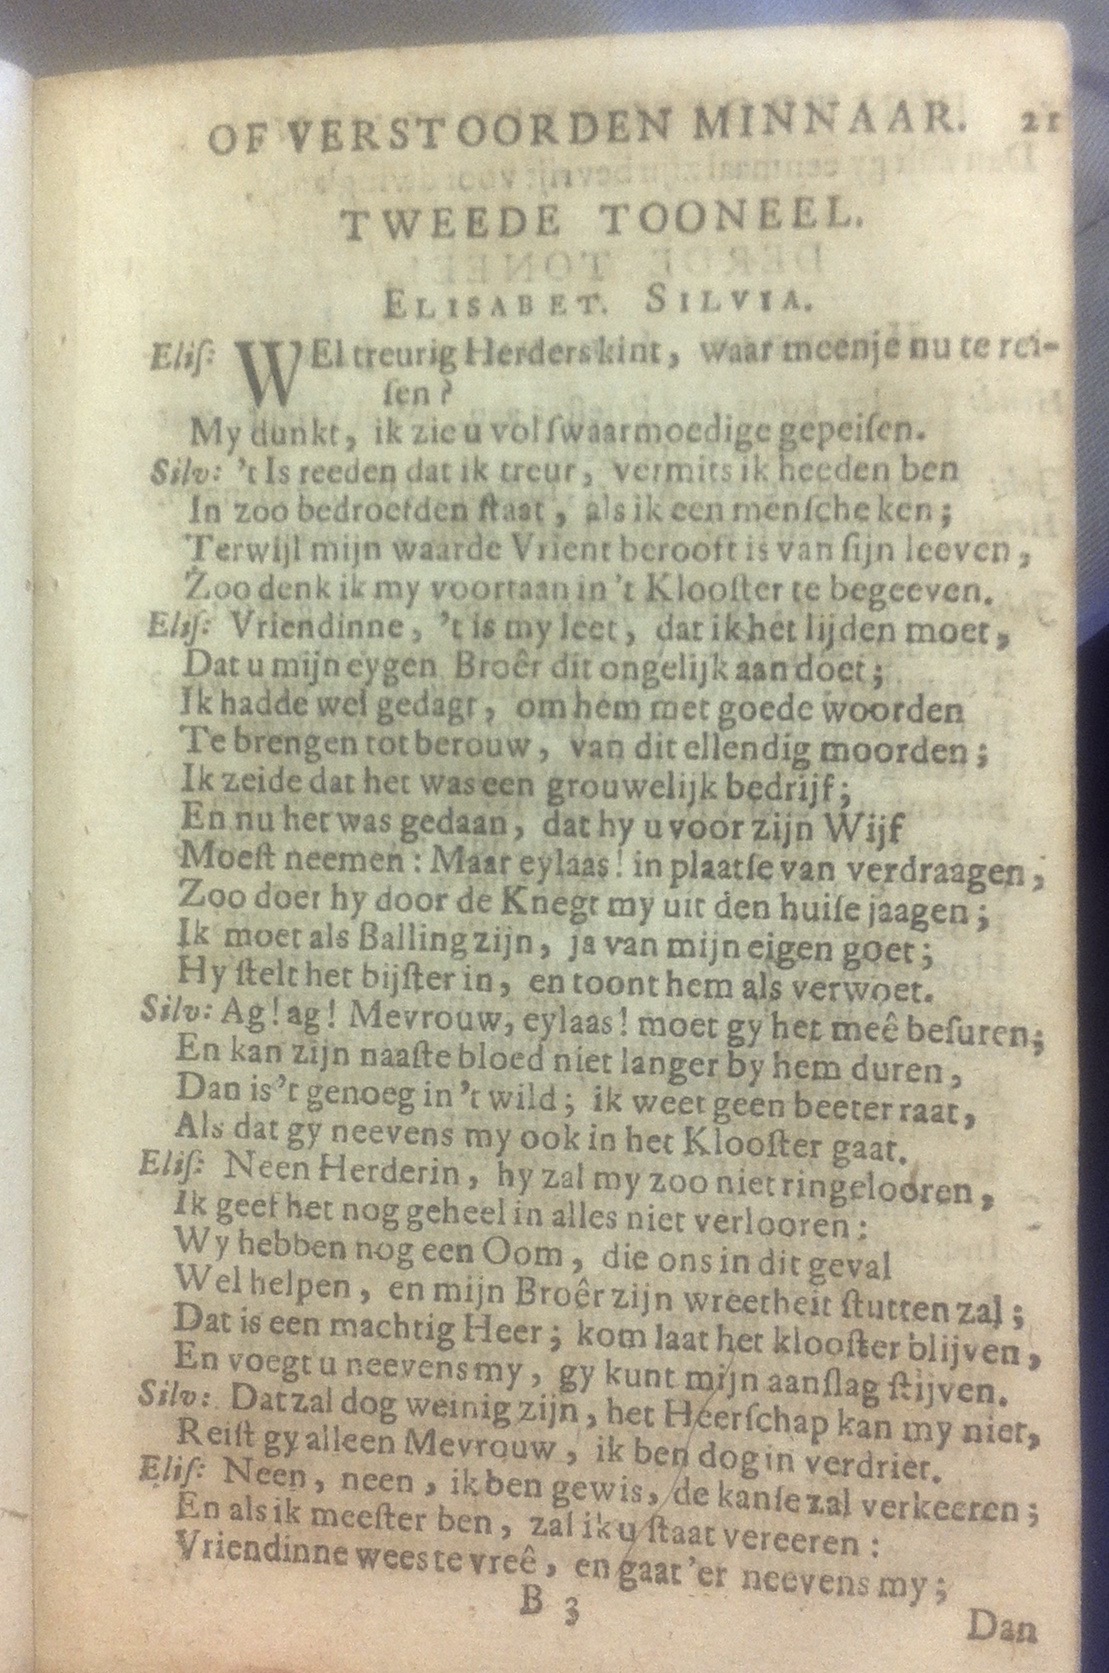 OF VERSTOORDEN MINNAAR. 21
TWEEDE TOONEEL.
ELISABET. SILVIA.
Eliſ: WEl treurig Herderskint, waar meenje nu te rei-
ſen?
My dunkt, ik zie u vol ſwaarmoedige gepeiſen.
Silv: 't Is reeden dat ik treur, vermits ik heeden ben
In zoo bedroefden ſtaat, als ik een menſche ken;
Terwijl mijn waarde Vrient berooft is van ſijn leeven,
Zoo denk ik my voortaan in 't Klooſter te begeeven.
Eliſ: Vriendinne, 't is my leet, dat ik het lijden moet,
Dat u mijn eygen Broêr dit ongelijk aan doet;
Ik hadde wel gedagt, om hem met goede woorden
Te brengen tot berouw, van dit ellendig moorden;
Ik zeide dat het was een grouwelijk bedrijf;
En nu het was gedaan, dat hy u voor zijn Wijf
Moeſt neemen: Maar eylaas! in plaatſe van verdraagen,
Zoo doet hy door de Knegt my uit den huiſe jaagen;
Ik moet als Balling zijn, ja van mijn eigen goet;
Hy ſtelt het bijſter in, en toont hem als verwoet.
Silv: Ag! ag! Mevrouw, eylaas! moet gy het meê beſuren;
En kan zijn naaſte bloed niet langer by hem duren,
Dan is 't genoeg in 't wild; ik weet geen beeter raat,
Als dat gy neevens my ook in het Klooſter gaat.
Eliſ: Neen Herderin, hy zal my zoo niet ringelooren,
Ik geef het nog geheel in alles niet verlooren:
Wy hebben nog een Oom, die ons in dit geval
Wel helpen, en mijn Broêr zijn wreetheit ſtutten zal;
Dat is een machtig Heer; kom laat het klooſter blijven,
En voegt u neevens my, gy kunt mijn aanſlag ſtijven.
Silv: Dat zal dog weinig zijn, het Heerſchap kan my niet,
Reiſt gy alleen Mevrouw, ik ben dog in verdriet.
Eliſ: Neen, neen, ik ben gewis, de kanſe zal verkeeren;
En als ik meeſter ben, zal ik u ſtaat vereeren:
Vriendinne wees te vreê, en gaat 'er neevens my;
B 3
Dan